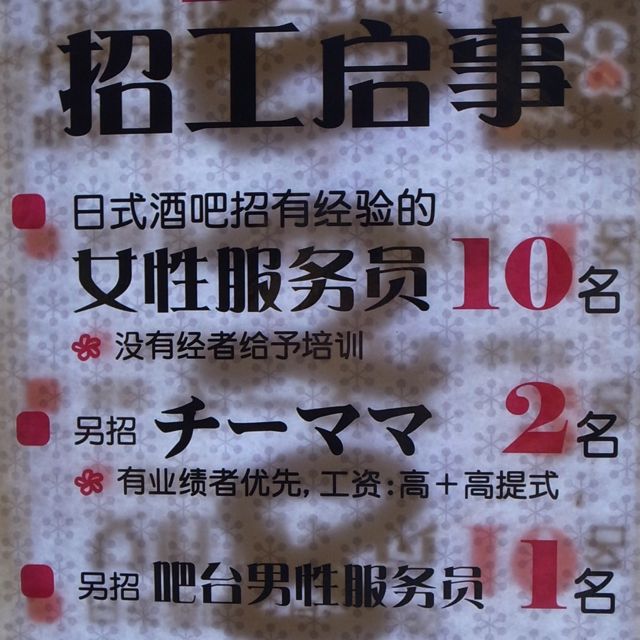 招工启事
日式酒吧招有经验的
女性服务员 10名
没有经者给予培训
另招 チーママ 2名
有业绩者优先, 工资:高+高提式
另招 吧台男性服务员 1名